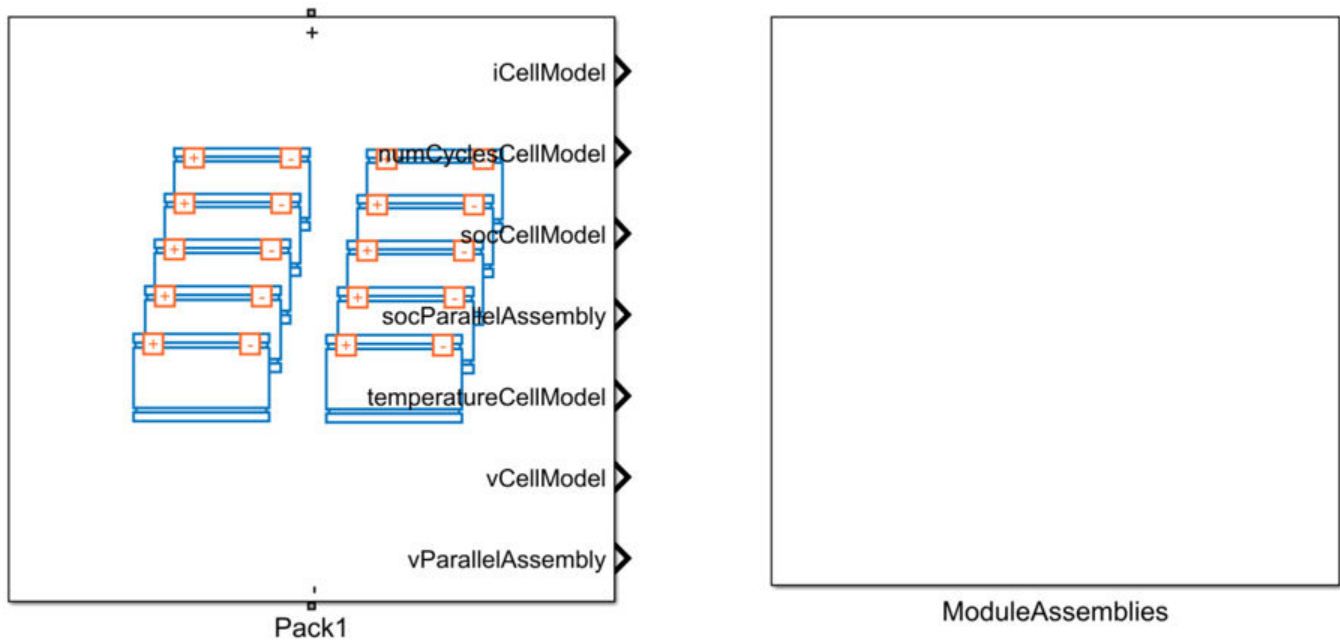 +
iCellModel
+ - + -
numCyclesCellModel
+ - + -
socCellModel
+ - + -
socParallelAssembly
+ - + -
+ - + -
temperatureCellModel
vCellModel
vParallelAssembly
-
Pack1
ModuleAssemblies